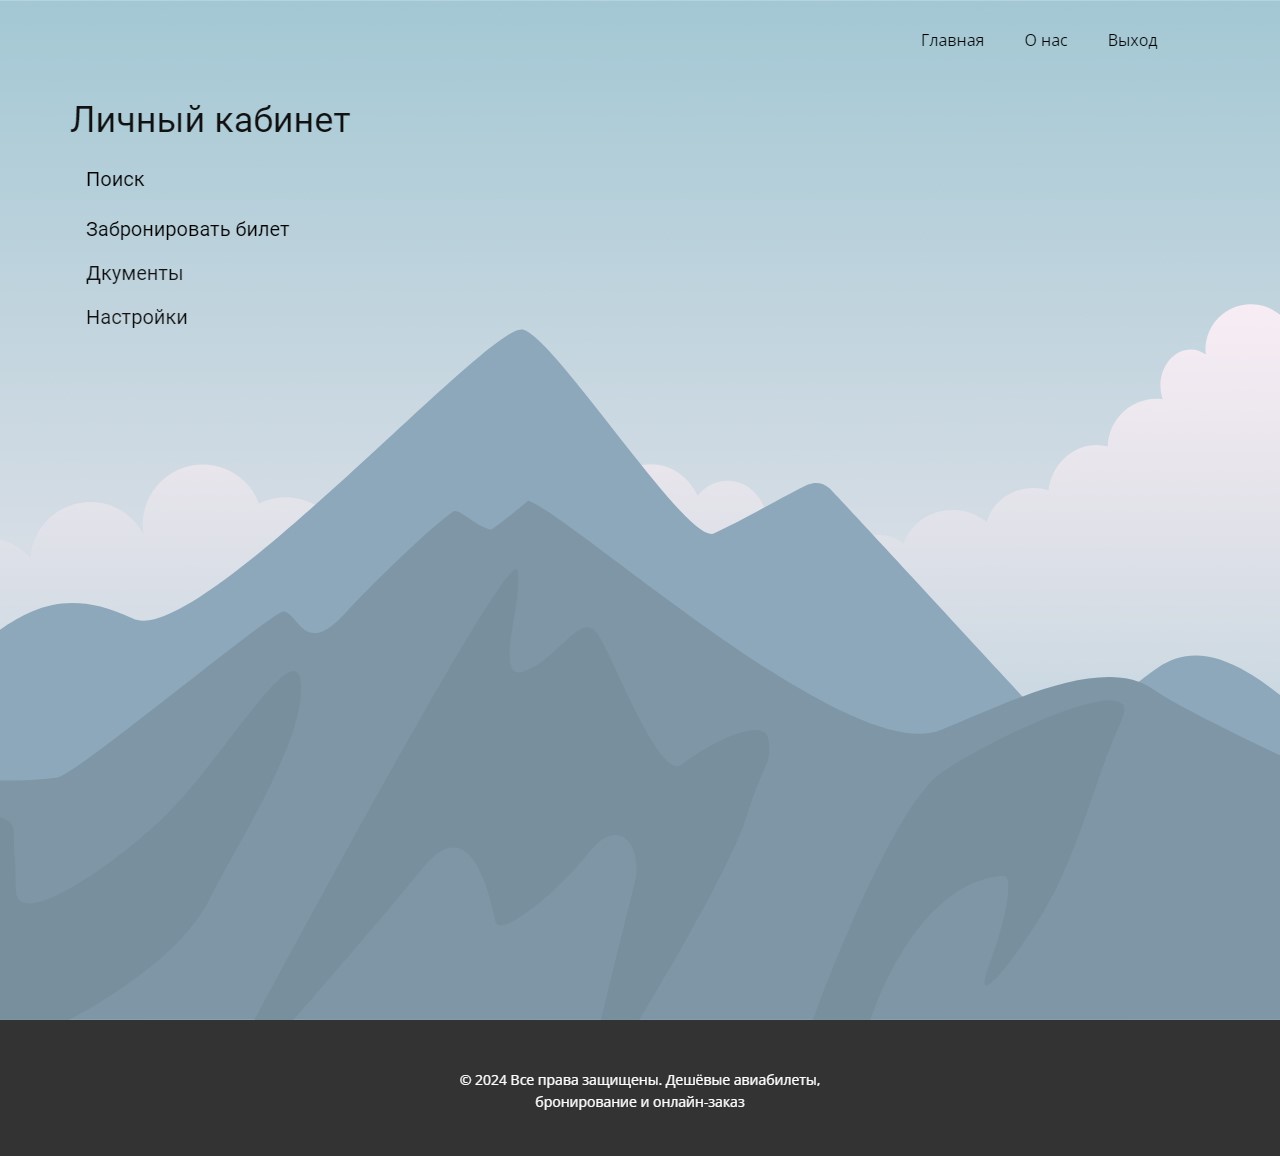 Главная О нас Выход
Личный кабинет
Поиск
Забронировать билет
Дкументы
Настройки
© 2024 Все права защищены. Дешёвые авиабилеты,
бронирование и онлайн-заказ